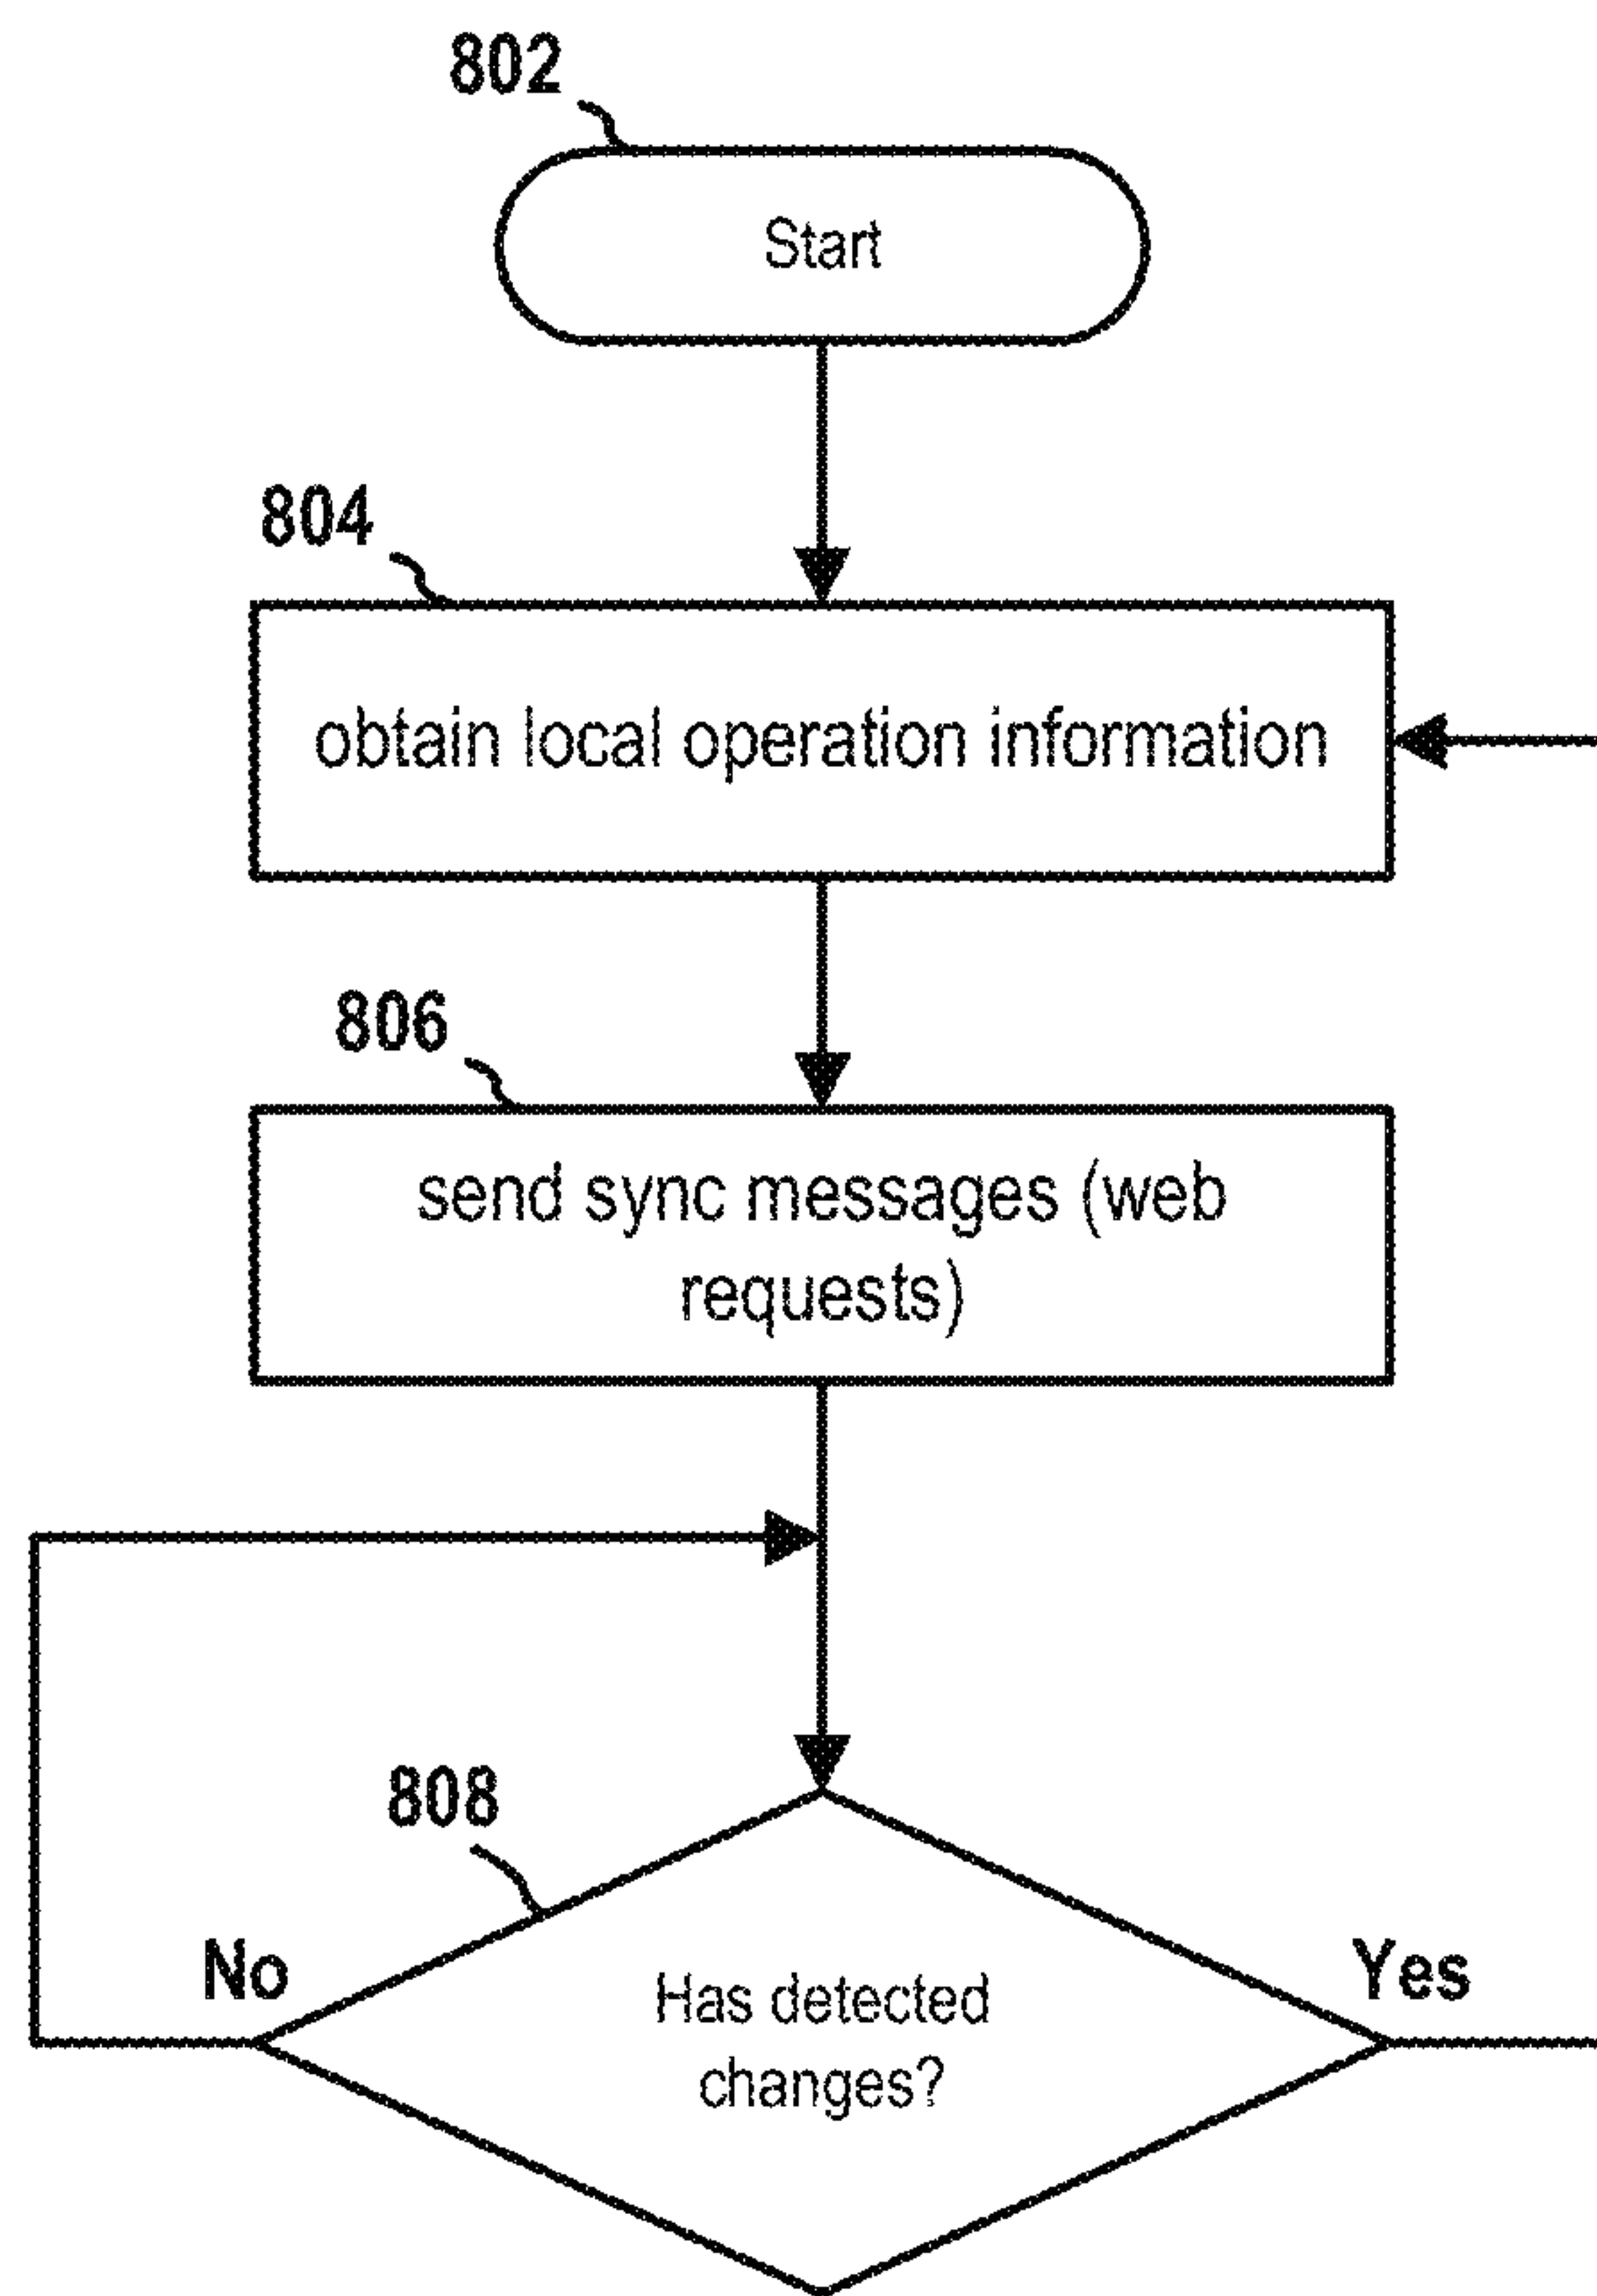 802
Start
804
obtain local operation information
806
send sync messages (web
requests)
808
No
Yes
Has detected
changes?